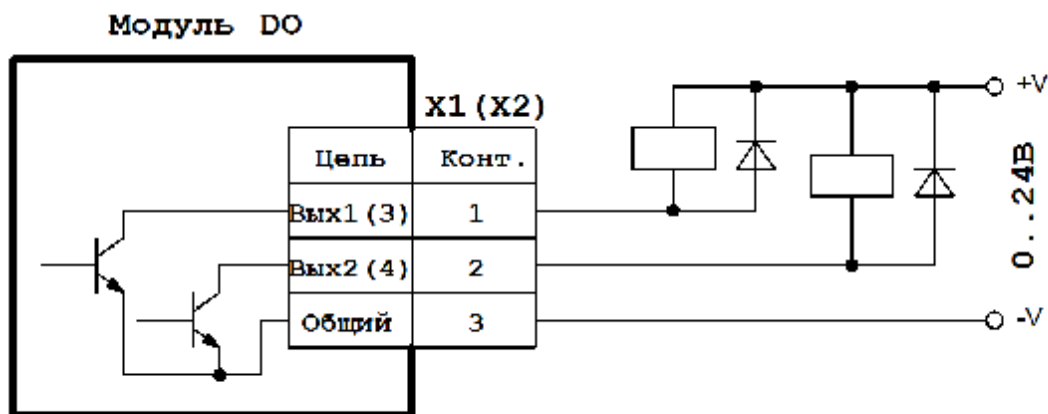 Модуль DO
X1(X2)
Цепь Конт.
Вых1(3) 1
Вых2(4) 2
Общий 3
+V
0..24В
-V